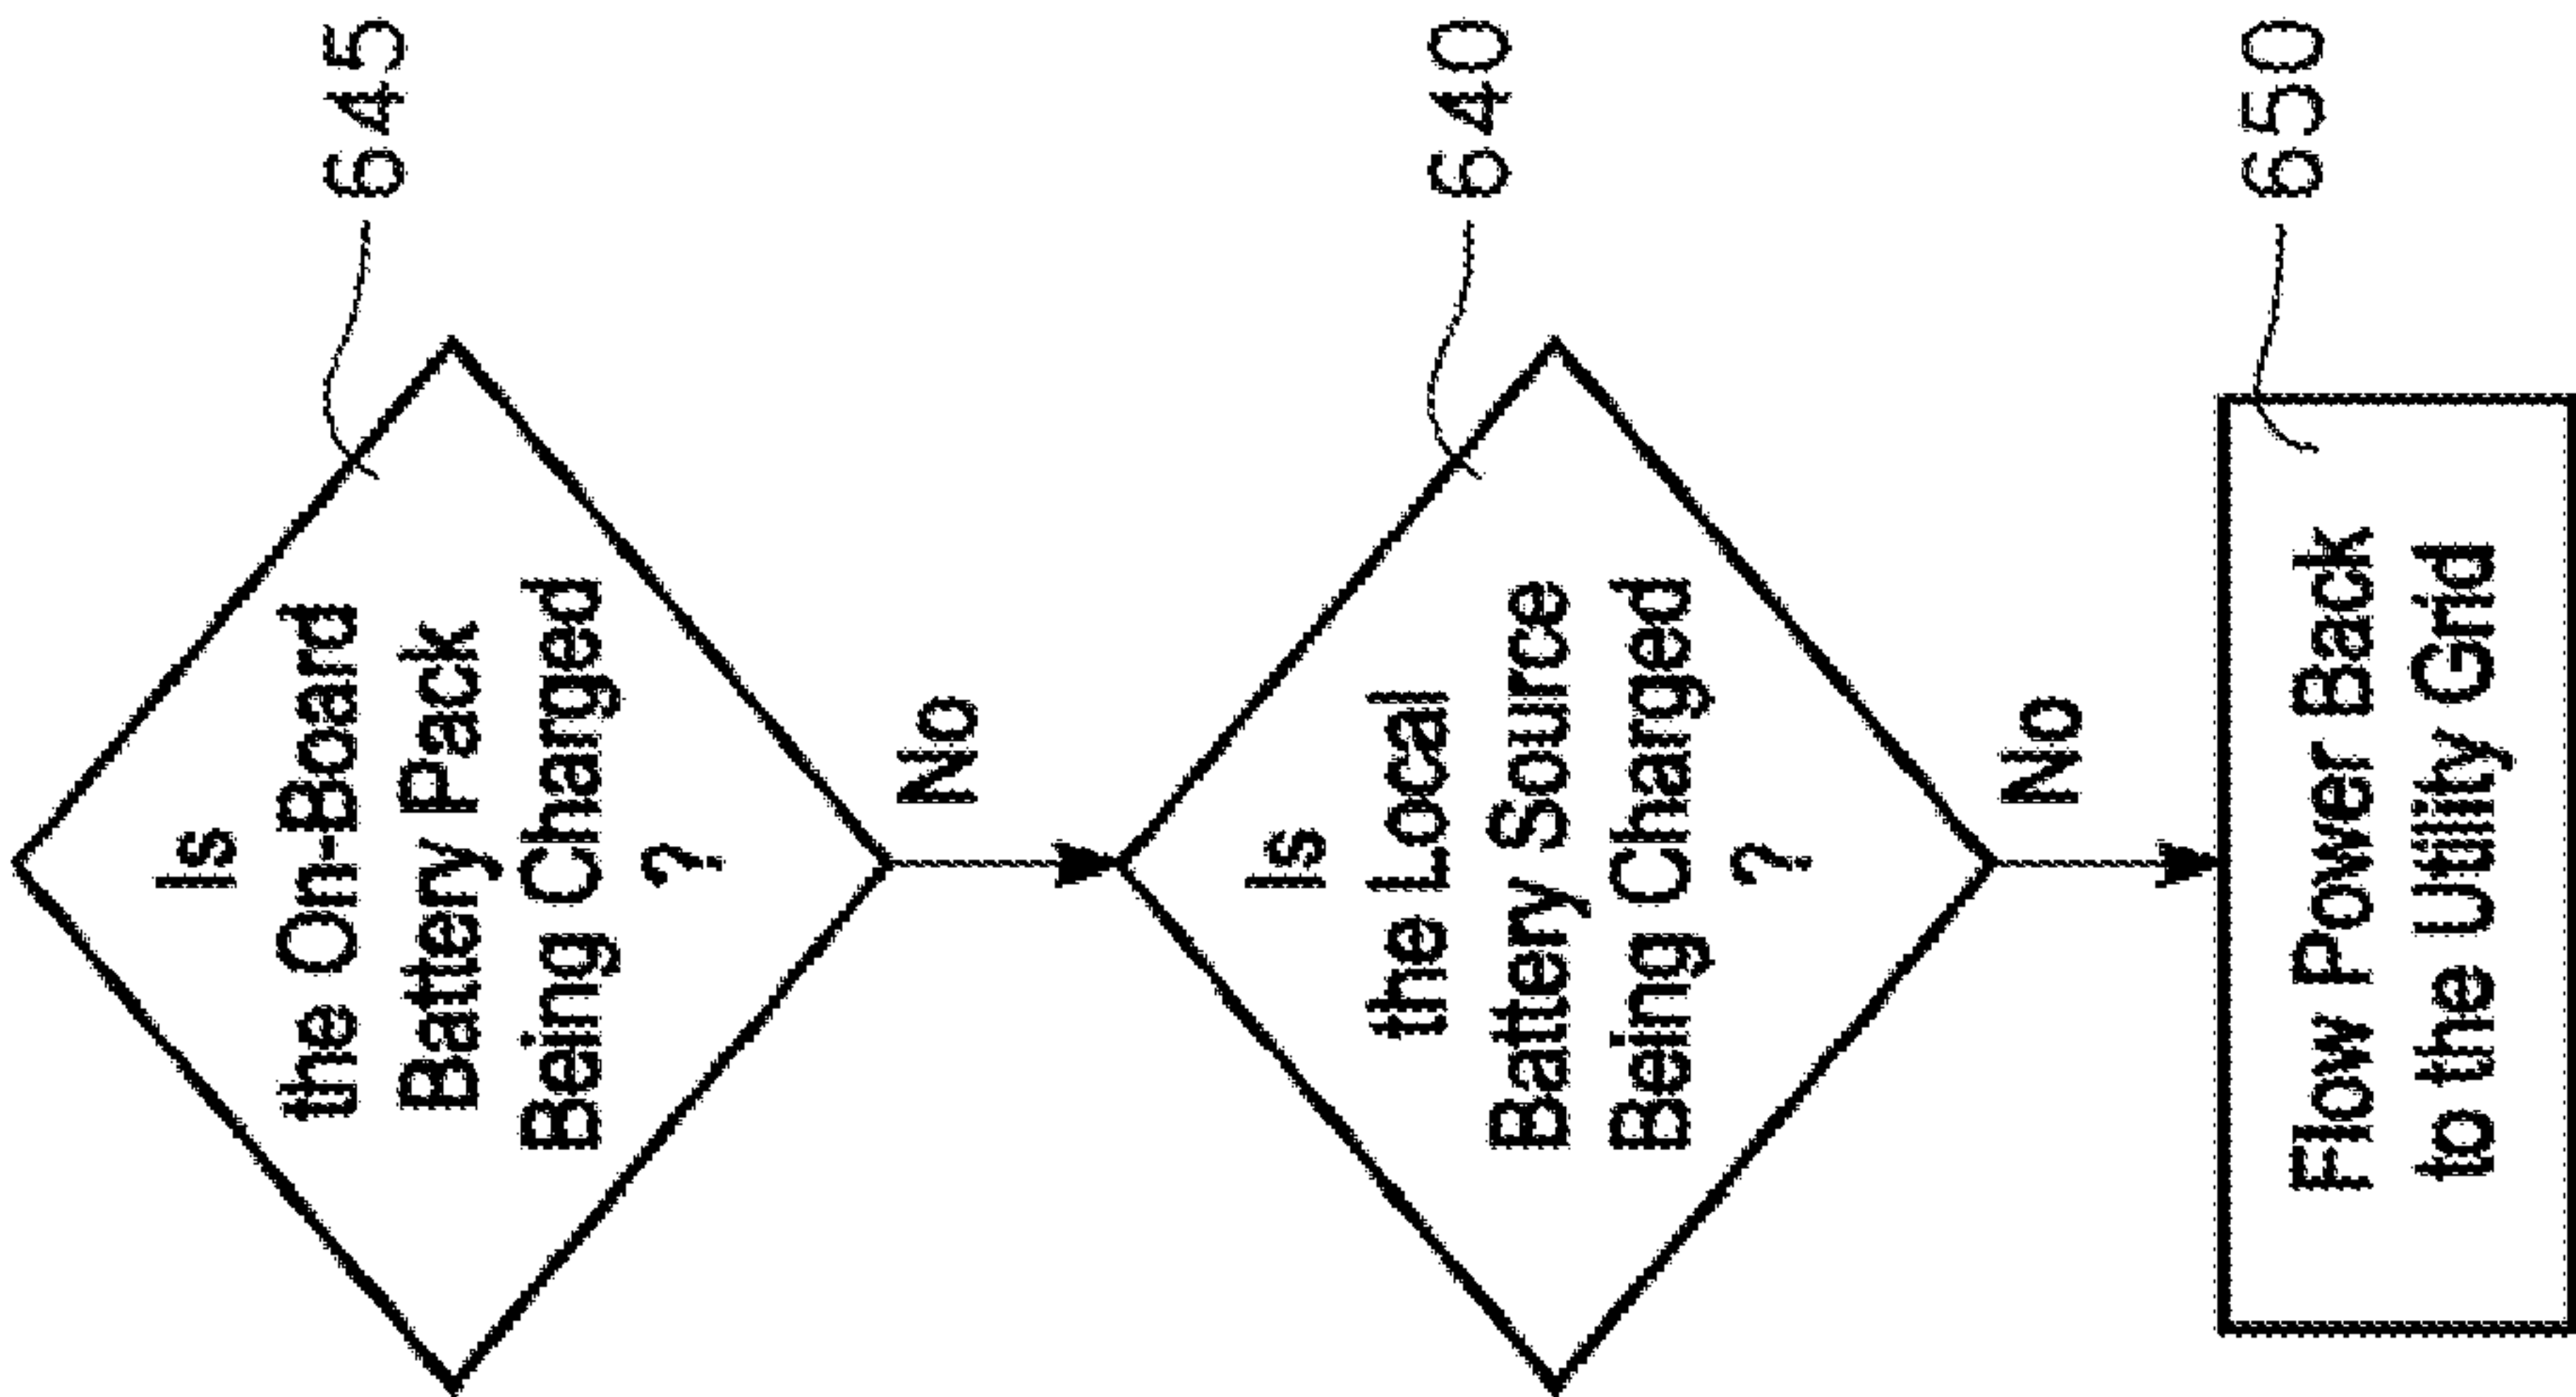 Is
the On-Board
Battery Pack
Being Charged
?
645
No
Is
the Local
Battery Source
Being Charged
?
640
No
Flow Power Back
to the Utility Grid
650